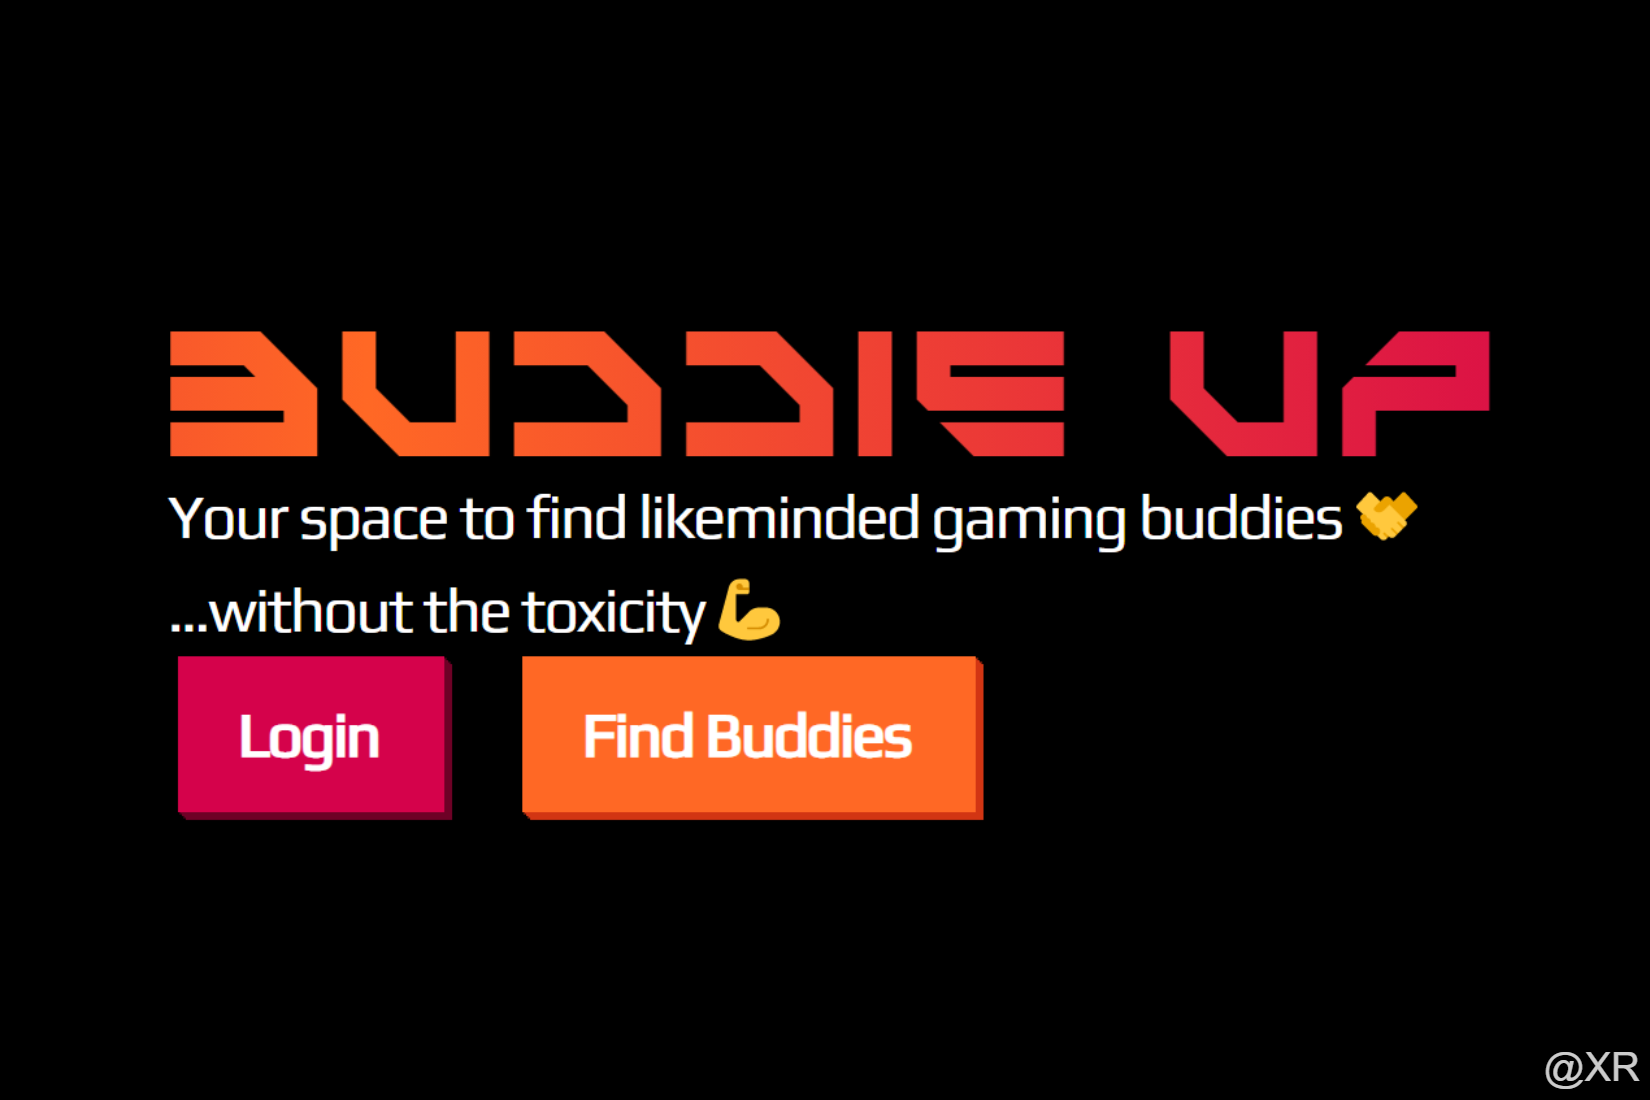 BUDDIE UP
Your space to find likeminded gaming buddies 🤝
...without the toxicity 💪
Login
Find Buddies
@XR